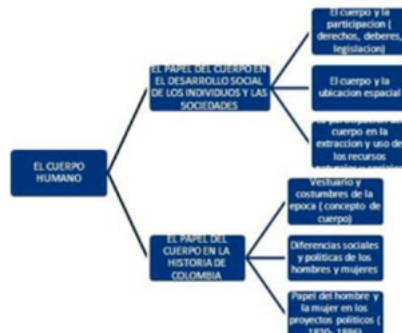 El cuerpo y la
participacion (
derechos, deberes,
legislacion)
EL PAPEL DEL CUERPO EN
EL DESARROLLO SOCIAL
DE LOS INDIVIDUOS Y LAS
SOCIEDADES
El cuerpo y la
ubicacion espacial
cuerpo en la
extraccion y uso de
los recursos
EL CUERPO
HUMANO
Vestuario y
costumbres de la
epoca ( concepto de
cuerpo)
EL PAPEL DEL
CUERPO EN LA
HISTORIA DE
COLOMBIA
Diferencias sociales
y politicas de los
hombres y mujeres
Papel del hombre y
la mujer en los
proyectos politicos (